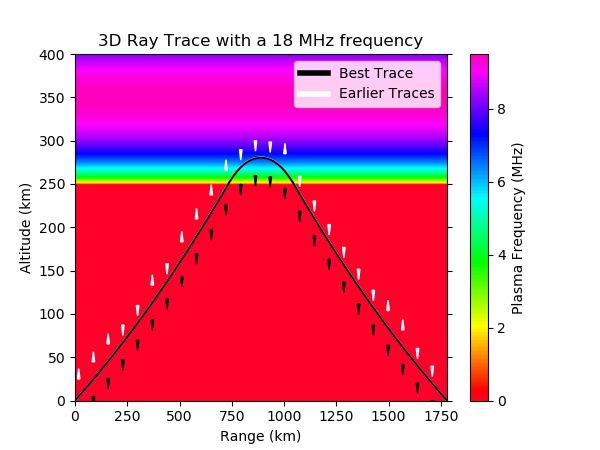 3D Ray Trace with a 18 MHz frequency
Best Trace
Earlier Traces
400
350
300
250
200
150
100
50
0
Altitude (km)
0 250 500 750 1000 1250 1500 1750
Range (km)
8
6
4
2
0
Plasma Frequency (MHz)